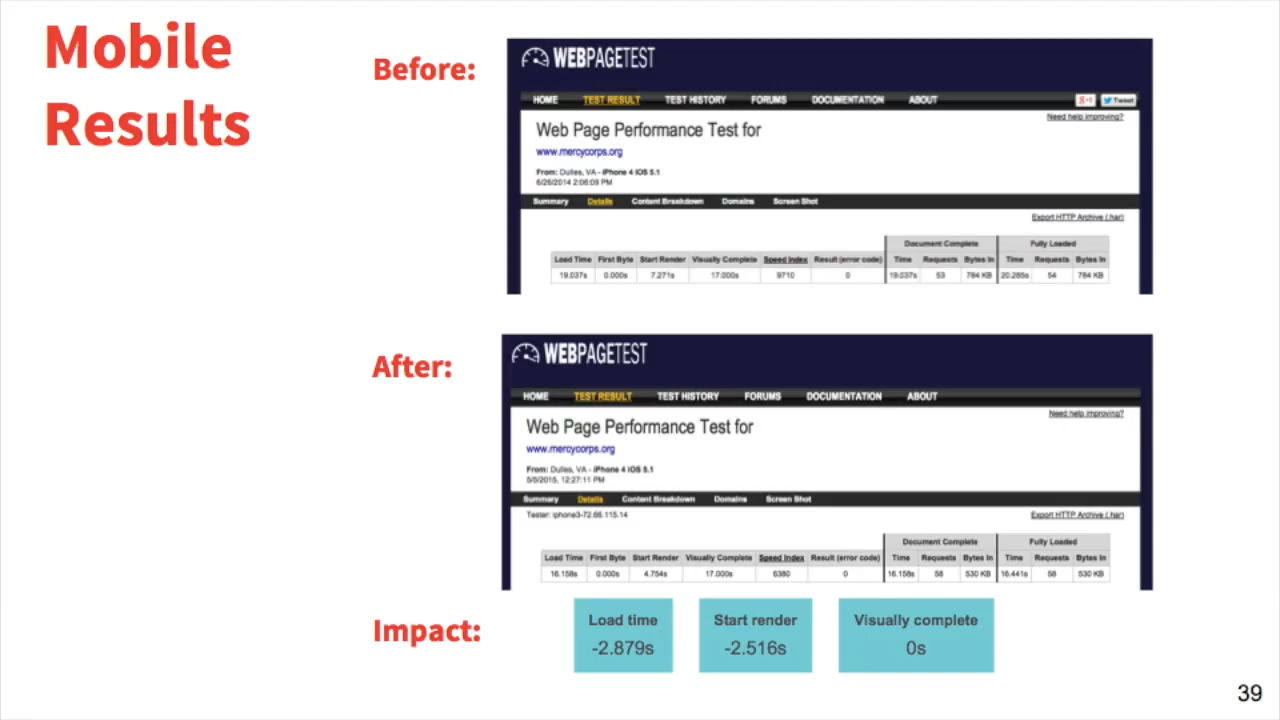 Mobile
Results
Before:
WEBPAGETEST
HOME TEST RESULT TEST HISTORY FORUMS DOCUMENTATION ABOUT Tweet
Need help improving?
Web Page Performance Test for
www.mercycorps.org
From: Dulles, VA - iPhone 4 iOS 5.1
6/26/2014 2:06:09 PM
Summary Details Content Breakdown Domains Screen Shot
Export HTTP Archive (.har)
Document Complete Fully Loaded
Load Time First Byte Start Render Visually Complete Speed Index Result (error code) Time Requests Bytes In Time Requests Bytes In
19.037s 0.000s 7.271s 17.000s 9710 0 19.037s 53 784 KB 20.285s 54 784 KB
After:
WEBPAGETEST
HOME TEST RESULT TEST HISTORY FORUMS DOCUMENTATION ABOUT
Need help improving?
Web Page Performance Test for
www.mercycorps.org
From: Dulles, VA - iPhone 4 iOS 5.1
5/5/2015, 12:27:11 PM
Summary Details Content Breakdown Domains Screen Shot
Tester: iphone3-72.66.115.14
Export HTTP Archive (.har)
Document Complete Fully Loaded
Load Time First Byte Start Render Visually Complete Speed Index Result (error code) Time Requests Bytes In Time Requests Bytes In
16.158s 0.000s 4.754s 17.000s 6380 0 16.158s 58 530 KB 16.441s 58 530 KB
Impact:
Load time Start render Visually complete
-2.879s -2.516s 0s
39